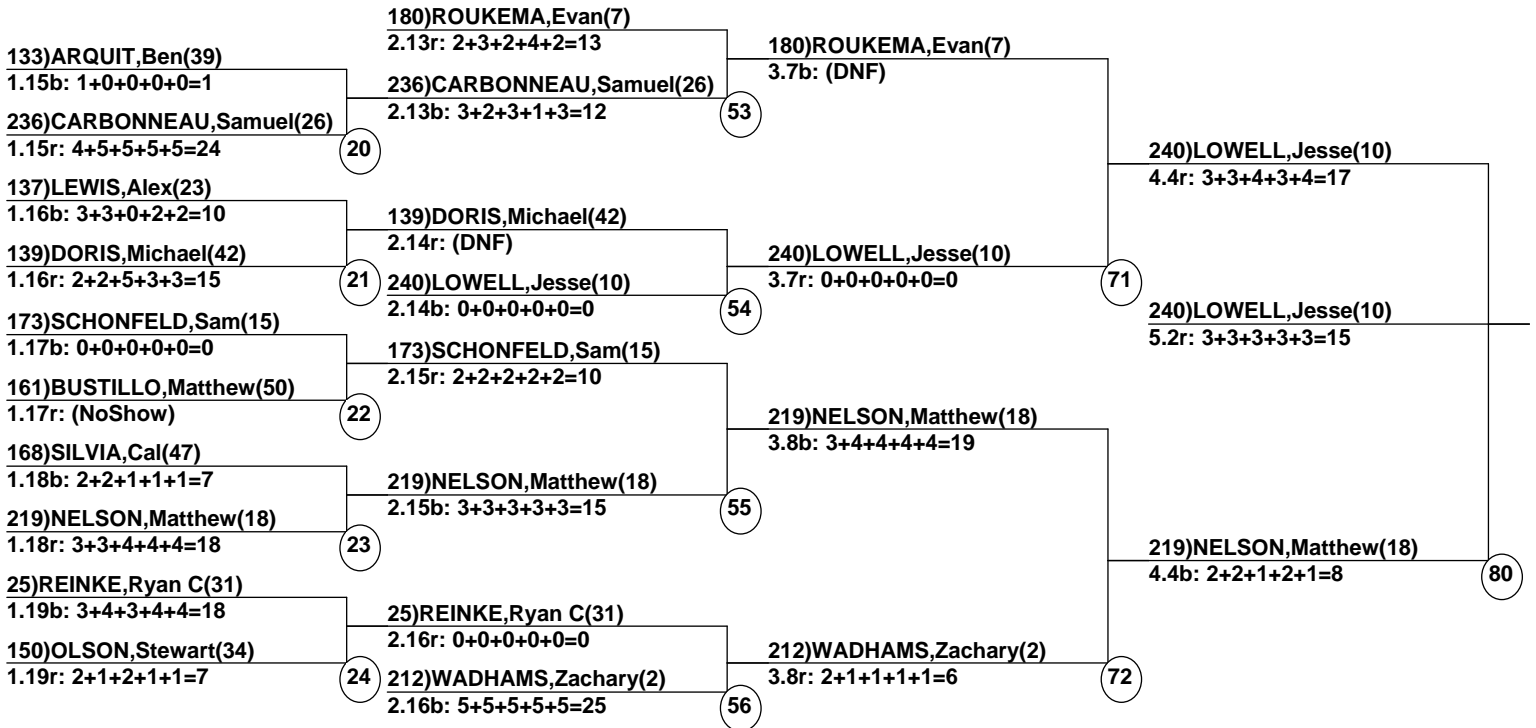 133)ARQUIT,Ben(39)
1.15b: 1+0+0+0+0=1
236)CARBONNEAU,Samuel(26)
1.15r: 4+5+5+5+5=24
20
137)LEWIS,Alex(23)
1.16b: 3+3+0+2+2=10
139)DORIS,Michael(42)
1.16r: 2+2+5+3+3=15
21
173)SCHONFELD,Sam(15)
1.17b: 0+0+0+0+0=0
161)BUSTILLO,Matthew(50)
1.17r: (NoShow)
22
168)SILVIA,Cal(47)
1.18b: 2+2+1+1+1=7
219)NELSON,Matthew(18)
1.18r: 3+3+4+4+4=18
23
25)REINKE,Ryan C(31)
1.19b: 3+4+3+4+4=18
150)OLSON,Stewart(34)
1.19r: 2+1+2+1+1=7
24
180)ROUKEMA,Evan(7)
2.13r: 2+3+2+4+2=13
236)CARBONNEAU,Samuel(26)
2.13b: 3+2+3+1+3=12
53
139)DORIS,Michael(42)
2.14r: (DNF)
240)LOWELL,Jesse(10)
2.14b: 0+0+0+0+0=0
54
173)SCHONFELD,Sam(15)
2.15r: 2+2+2+2+2=10
219)NELSON,Matthew(18)
2.15b: 3+3+3+3+3=15
55
25)REINKE,Ryan C(31)
2.16r: 0+0+0+0+0=0
212)WADHAMS,Zachary(2)
2.16b: 5+5+5+5+5=25
56
180)ROUKEMA,Evan(7)
3.7b: (DNF)
240)LOWELL,Jesse(10)
3.7r: 0+0+0+0+0=0
71
219)NELSON,Matthew(18)
3.8b: 3+4+4+4+4=19
212)WADHAMS,Zachary(2)
3.8r: 2+1+1+1+1=6
72
240)LOWELL,Jesse(10)
4.4r: 3+3+4+3+4=17
240)LOWELL,Jesse(10)
5.2r: 3+3+3+3+3=15
219)NELSON,Matthew(18)
4.4b: 2+2+1+2+1=8
80